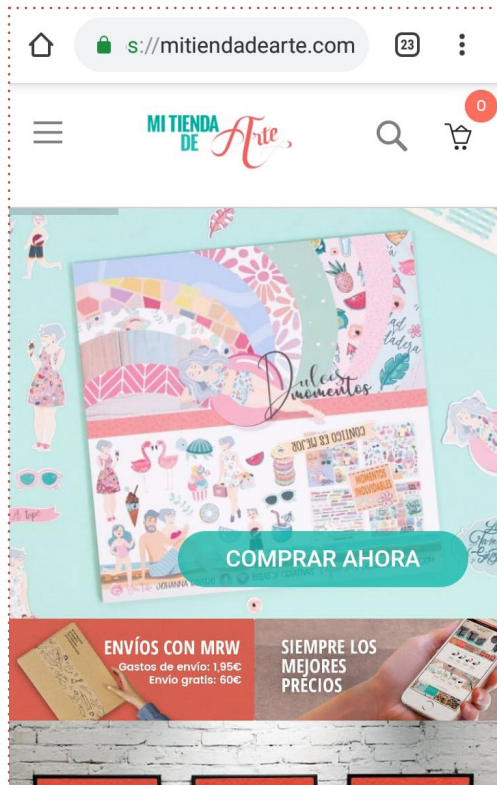 s://mitiendadearte.com
23
0
MI TIENDA
DE Arte
Dulces
momentos
CONTIGO ES MEJOR
MOMENTOS
INOLVIDABLES
JOHANNA
COMPRAR AHORA
ENVÍOS CON MRW
Gastos de envío: 1,95€
Envío gratis: 60€
SIEMPRE LOS
MEJORES
PRECIOS